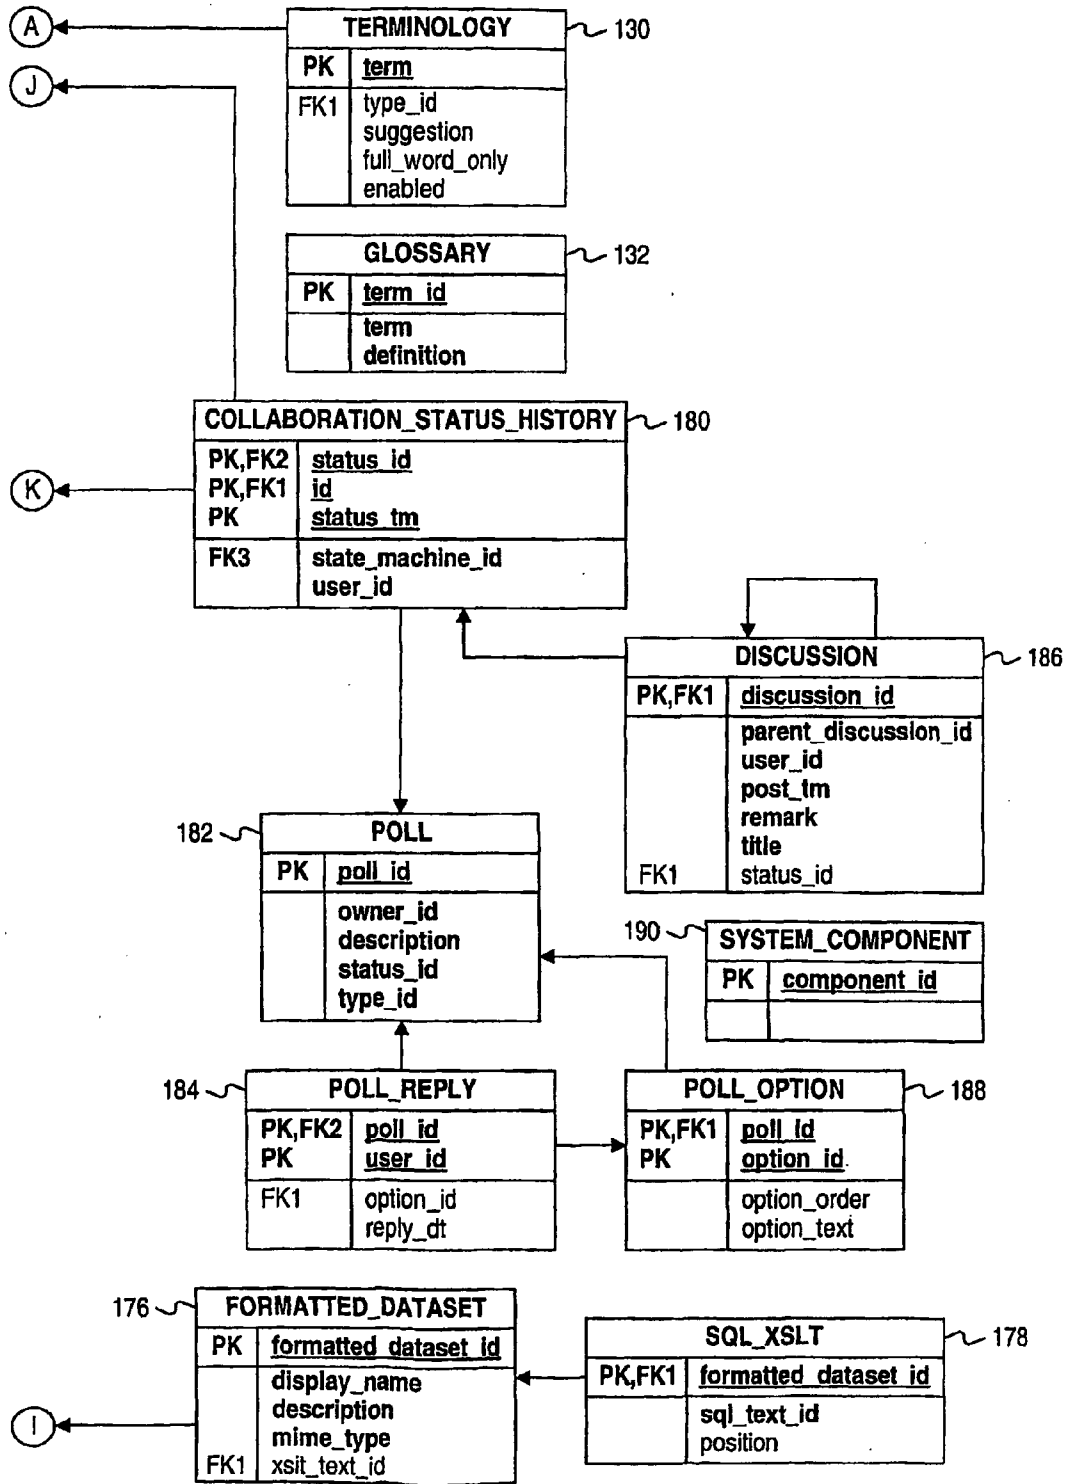 A
TERMINOLOGY
130
PK term
FK1 type_id
suggestion
full_word_only
enabled
J
GLOSSARY
132
PK term_id
term
definition
COLLABORATION_STATUS_HISTORY
180
PK,FK2 status_id
PK,FK1 id
PK status_tm
FK3 state_machine_id
user_id
K
DISCUSSION
186
PK,FK1 discussion_id
parent_discussion_id
user_id
post_tm
remark
title
FK1 status_id
182
POLL
PK poll_id
owner_id
description
status_id
type_id
190
SYSTEM_COMPONENT
PK component_id
184
POLL_REPLY
PK,FK2 poll_id
PK user_id
FK1 option_id
reply_dt
POLL_OPTION
188
PK,FK1 poll_id
PK option_id
option_order
option_text
176
FORMATTED_DATASET
PK formatted_dataset_id
display_name
description
mime_type
FK1 xsit_text_id
I
SQL_XSLT
178
PK,FK1 formatted_dataset_id
sql_text_id
position